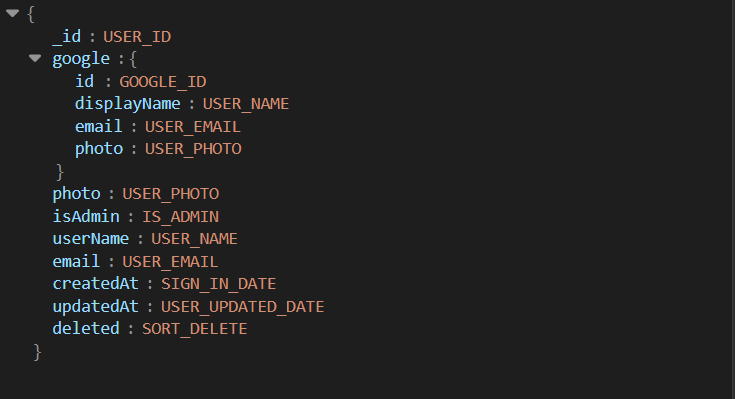 {
_id : USER_ID
google :{
id : GOOGLE_ID
displayName : USER_NAME
email : USER_EMAIL
photo : USER_PHOTO
}
photo : USER_PHOTO
isAdmin : IS_ADMIN
userName : USER_NAME
email : USER_EMAIL
createdAt : SIGN_IN_DATE
updatedAt : USER_UPDATED_DATE
deleted : SORT_DELETE
}